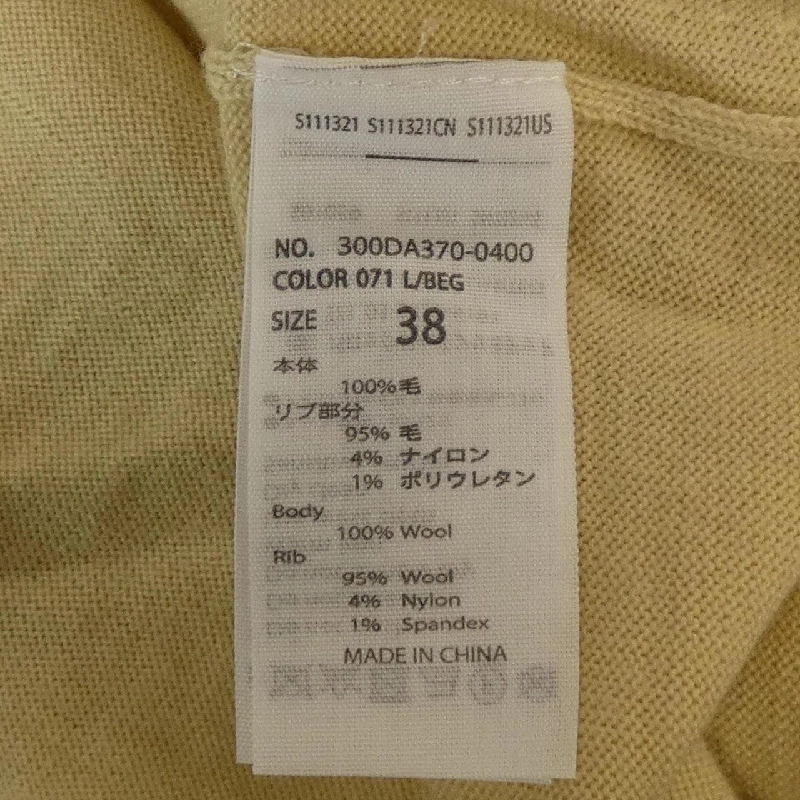 S111321 S111321CN S111321US
NO. 300DA370-0400
COLOR 071 L/BEG
SIZE 38
本体
100%毛
リブ部分
95% 毛
4% ナイロン
1% ポリウレタン
Body
100% Wool
Rib
95% Wool
4% Nylon
1% Spandex
MADE IN CHINA